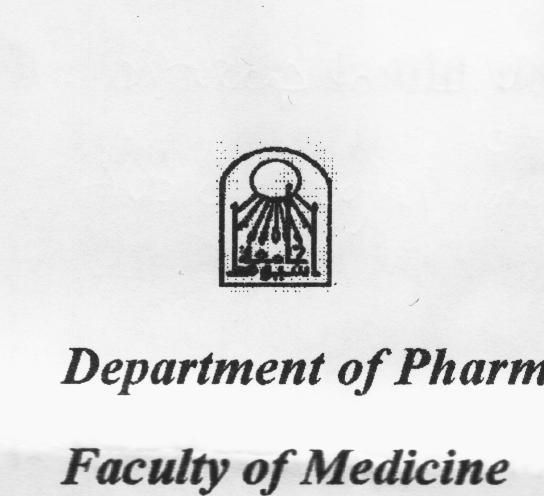 Department of Pharm
Faculty of Medicine